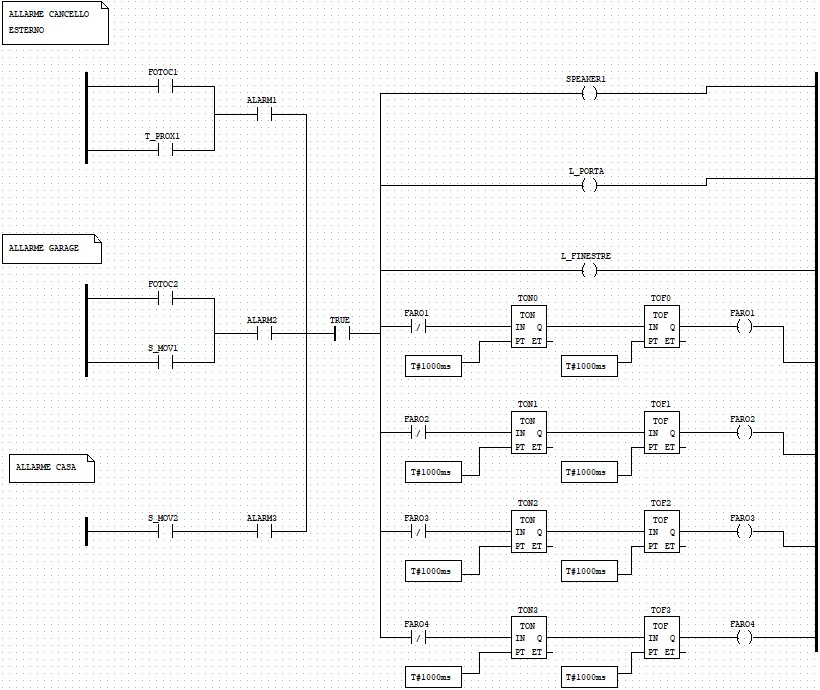 ALLARME CANCELLO
ESTERNO
FOTOC1
SPEAKER1
ALARM1
T_PROX1
L_PORTA
ALLARME GARAGE
L_FINESTRE
FOTOC2
TON0
TOF0
ALARM2
TRUE
FARO1
TON
TOF
FARO1
IN Q
IN Q
PT ET
PT ET
S_MOV1
T#1000ms
T#1000ms
TON1
TOF1
FARO2
TON
TOF
FARO2
IN Q
IN Q
PT ET
PT ET
ALLARME CASA
T#1000ms
T#1000ms
TON2
TOF2
S_MOV2
ALARM3
FARO3
TON
TOF
FARO3
IN Q
IN Q
PT ET
PT ET
T#1000ms
T#1000ms
TON3
TOF3
FARO4
TON
TOF
FARO4
IN Q
IN Q
PT ET
PT ET
T#1000ms
T#1000ms